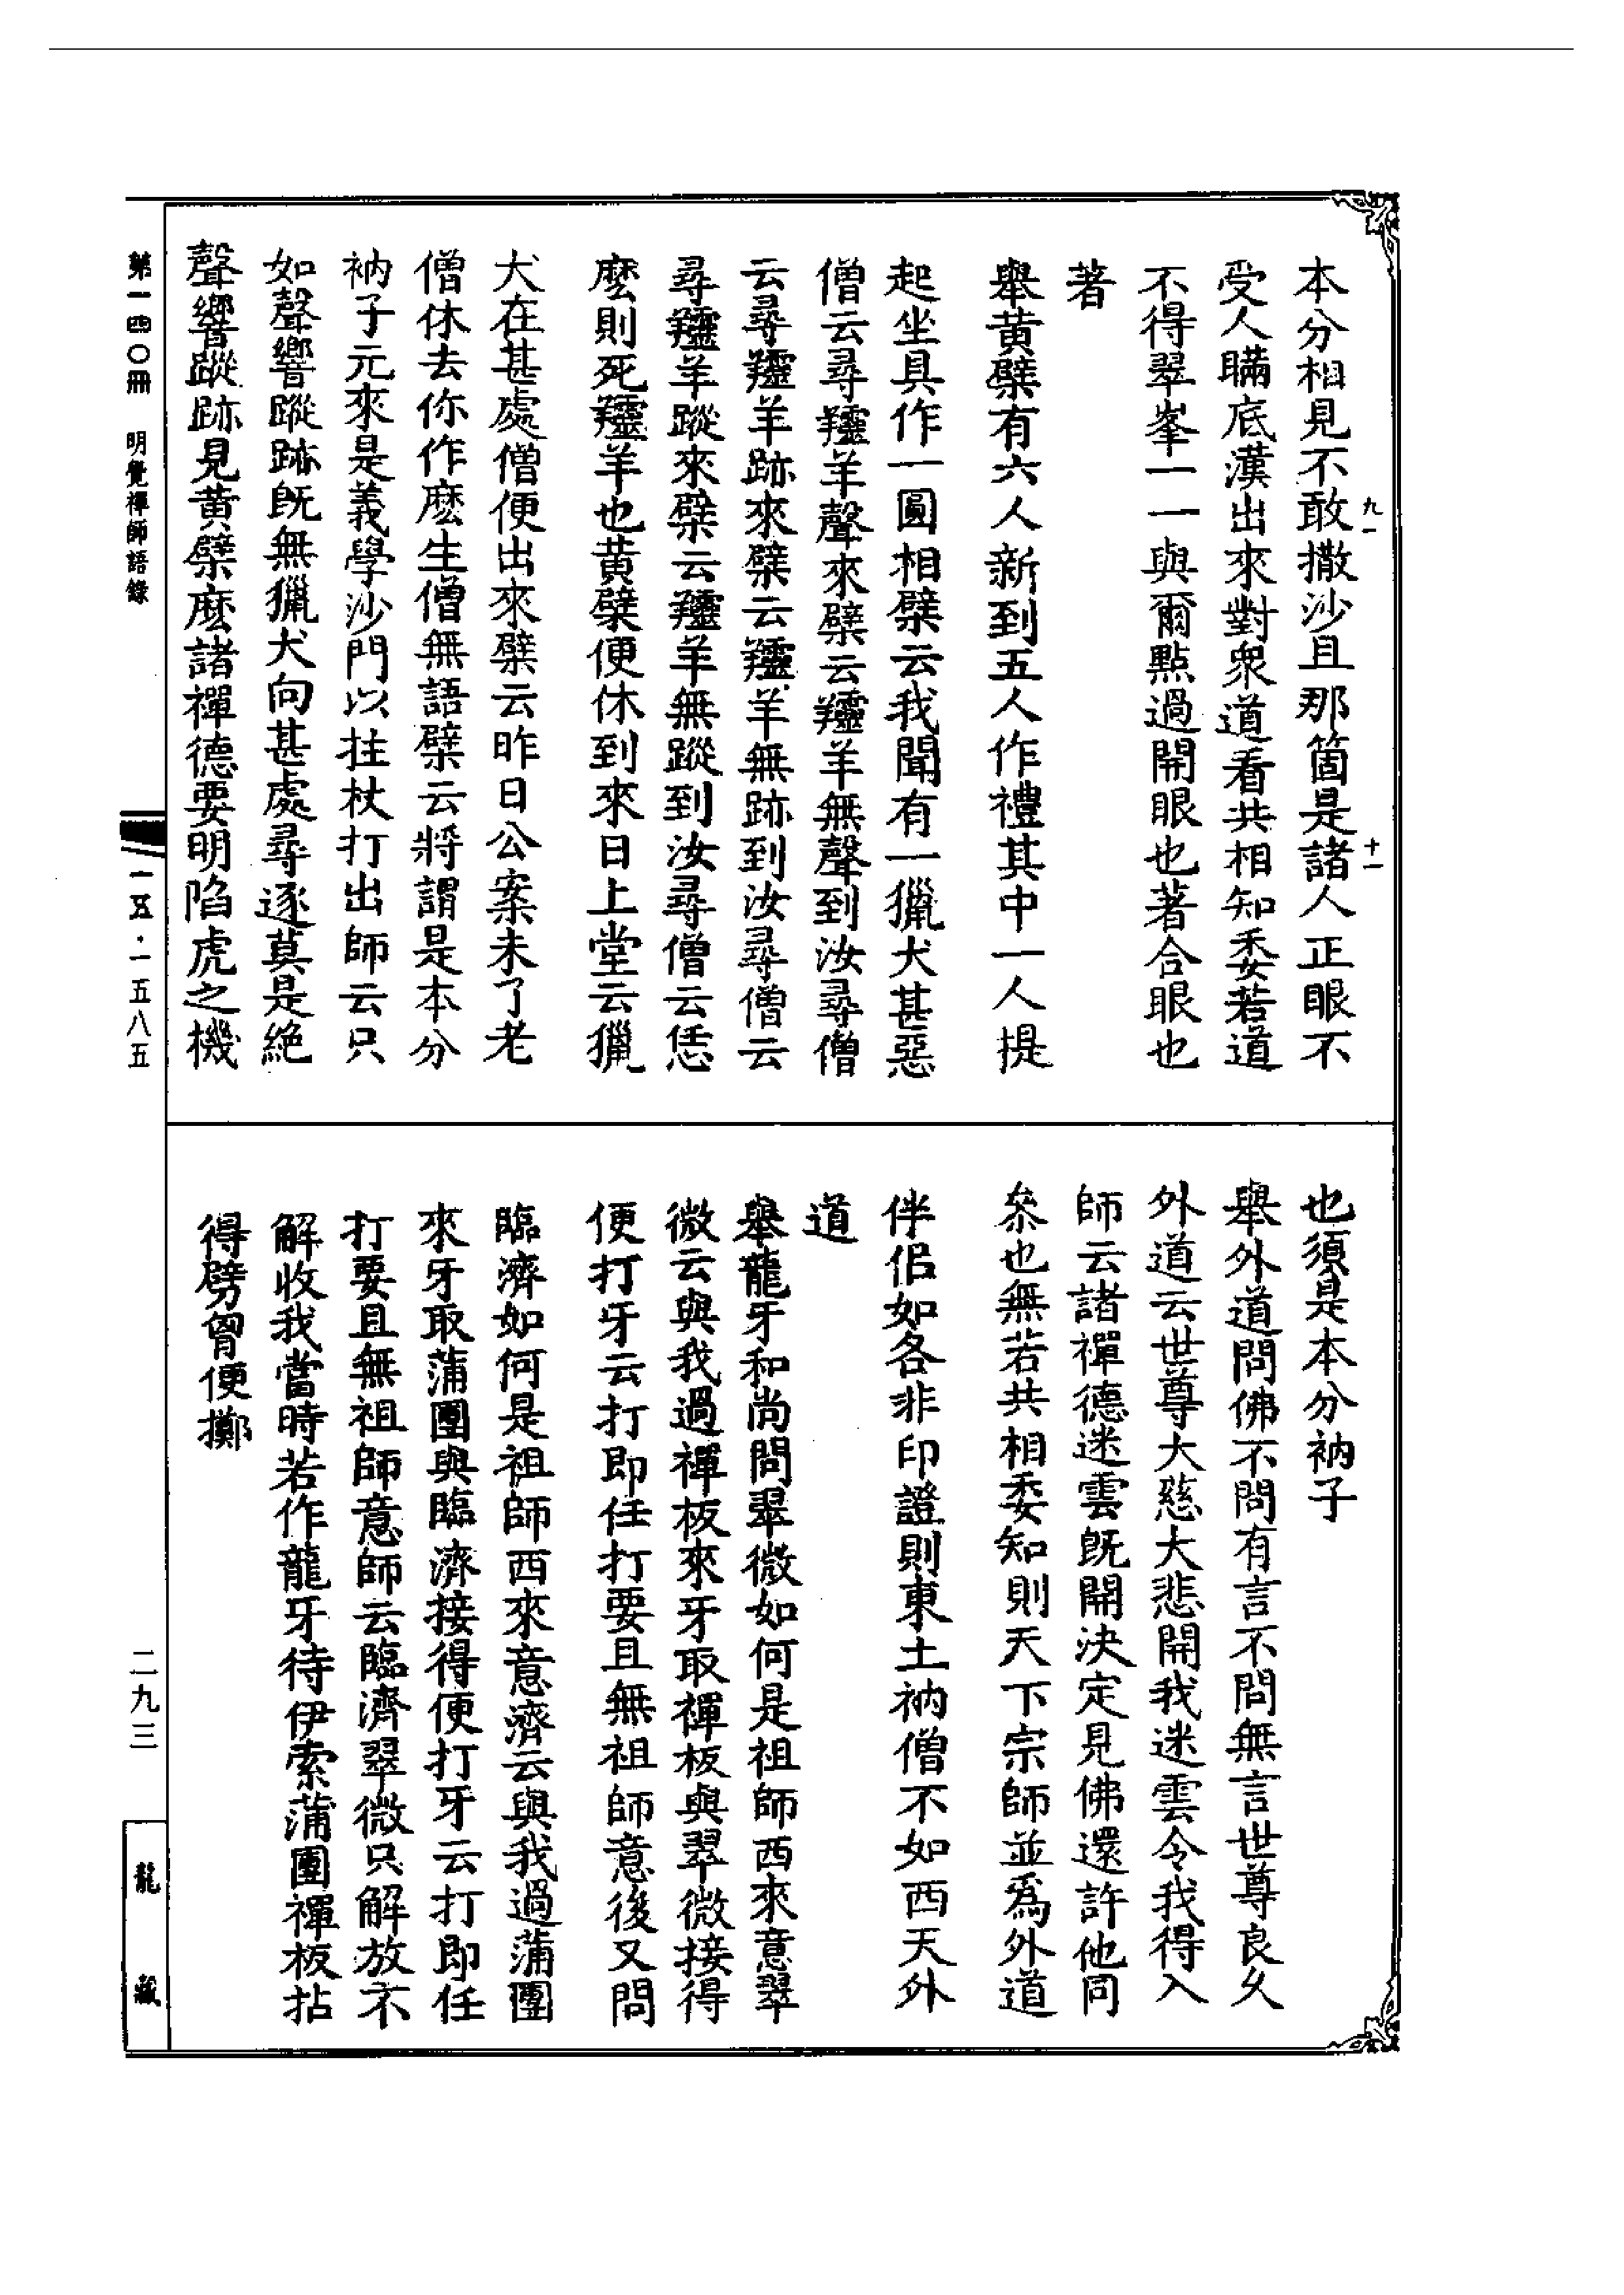 本分相見不敢撒沙且那箇是諸人正眼不
受人瞞底漢出來對衆道看共相知委若道
不得翠峯一一與爾點過開眼也著合眼也
著
舉黃檗有六人新到五人作禮其中一人提
起坐具作一圓相檗云我聞有一獵犬甚惡
僧云尋羚羊聲來檗云羚羊無聲到汝尋僧
云尋羚羊跡來檗云羚羊無跡到汝尋僧云
尋羚羊蹤來檗云羚羊無蹤到汝尋僧云恁
麽則死羚羊也黃檗便休到來日上堂云獵
犬在甚處僧便出來檗云昨日公案未了老
僧休去你作麽生僧無語檗云將謂是本分
衲子元來是義學沙門以拄杖打出師云只
如聲響蹤跡旣無獵犬向甚處尋逐莫是絕
聲響蹤跡見黃檗麽諸禪德要明陷虎之機
也須是本分衲子
舉外道問佛不問有言不問無言世尊良久
外道云世尊大慈大悲開我迷雲令我得入
師云諸禪德迷雲旣開決定見佛還許他同
叅也無若共相委知則天下宗師並爲外道
伴侶如各非印證則東土衲僧不如西天外
道
舉龍牙和尚問翠微如何是祖師西來意翠
微云與我過禪板來牙取禪板與翠微接得
便打牙云打即任打要且無祖師意後又問
臨濟如何是祖師西來意濟云與我過蒲團
來牙取蒲團與臨濟接得便打牙云打即任
打要且無祖師意師云臨濟翠微只解放不
解收我當時若作龍牙待伊索蒲團禪板拈
得劈胷便擲
九一
十一
第一四〇冊 明覺禪師語錄
一五·一五八五
二九三
龍藏